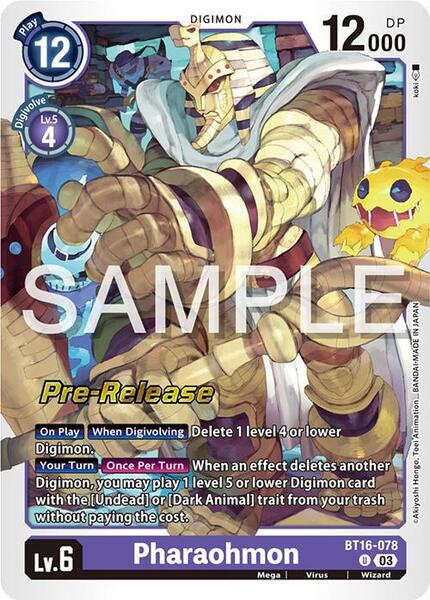 DIGIMON
Play
12
DP
12000
Digivolve
Lv.5
4
koki
SAMPLE
Pre-Release
On Play When Digivolving Delete 1 level 4 or lower
Digimon.
Your Turn Once Per Turn When an effect deletes another
Digimon, you may play 1 level 5 or lower Digimon card
with the [Undead] or [Dark Animal] trait from your trash
without paying the cost.
©Akiyoshi Hongo, Toei Animation BANDAI·MADE IN JAPAN
Lv.6
Pharaohmon
BT16-078
U 03
Mega Virus Wizard